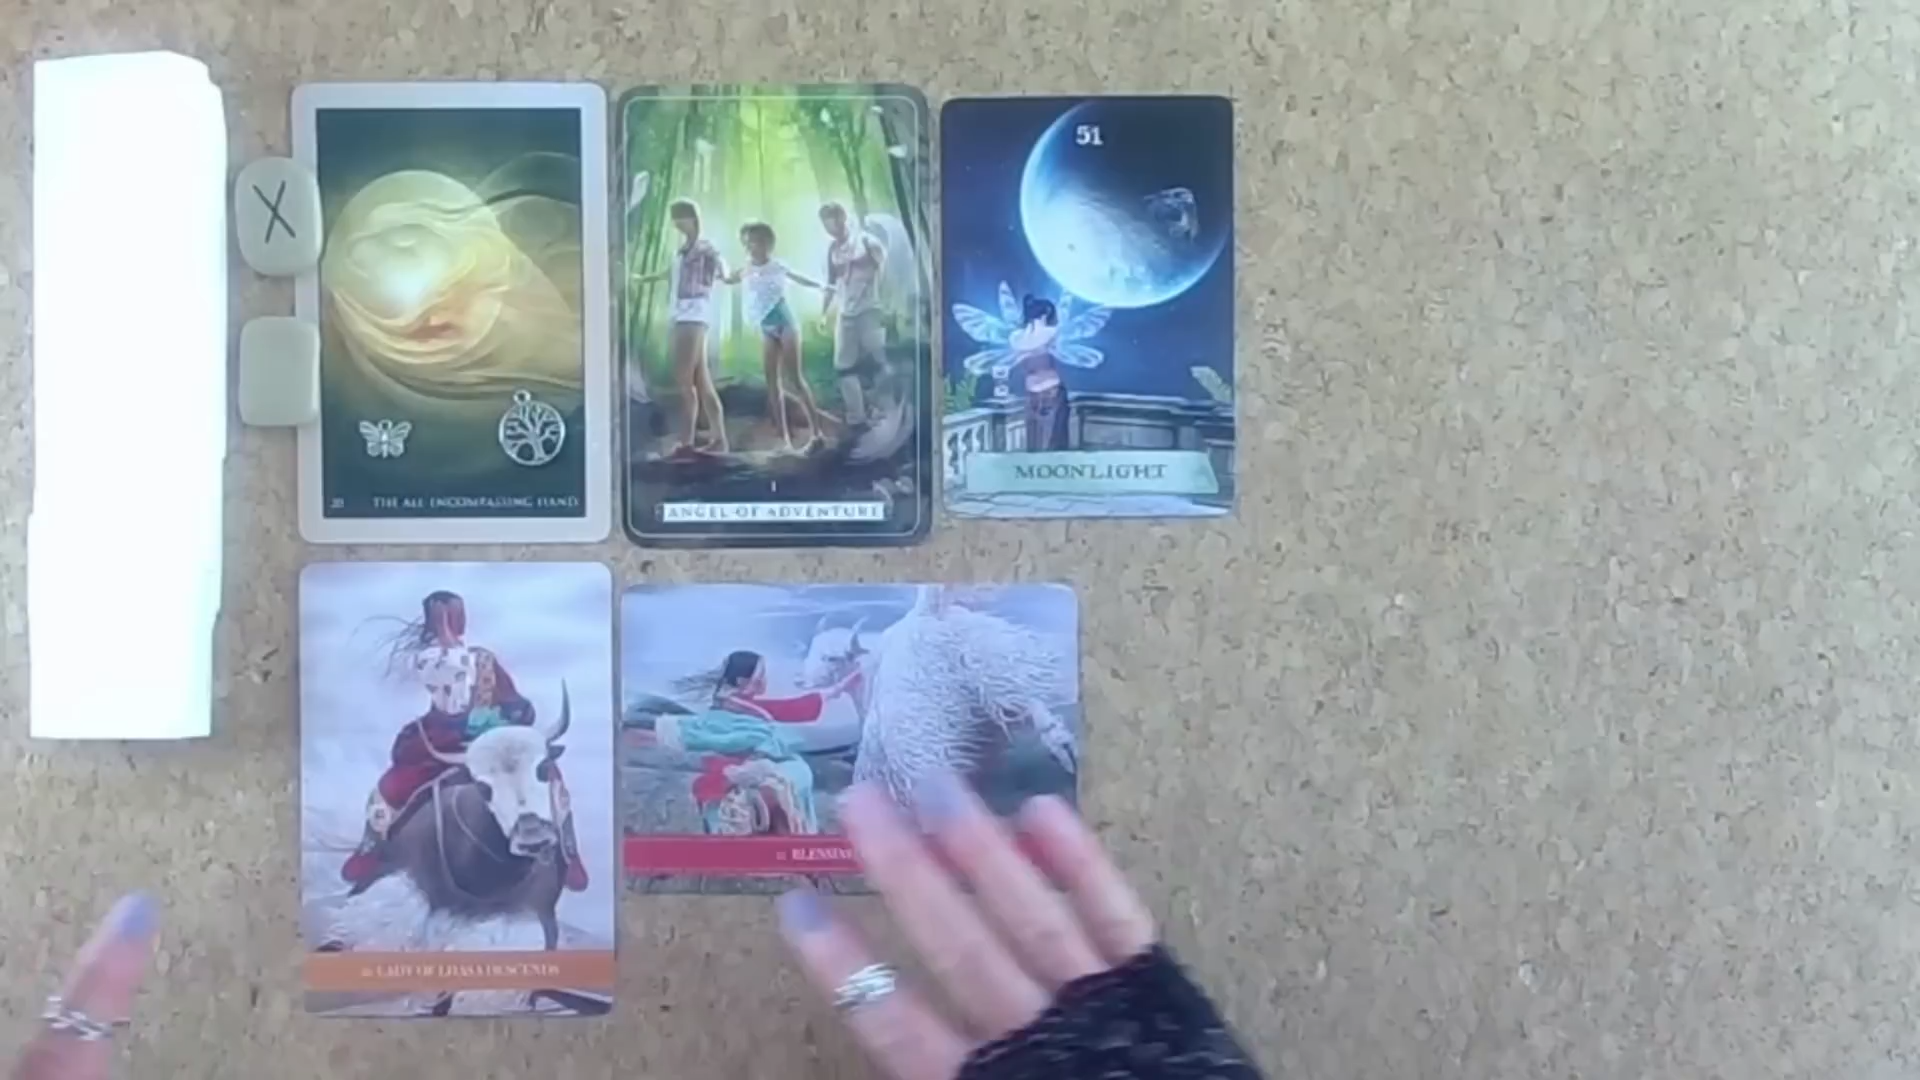 X
20 THE ALL ENCOMPASSING HAND
I
ANGEL OF ADVENTURE
51
MOONLIGHT
LADY OF LHASA DESCENDS